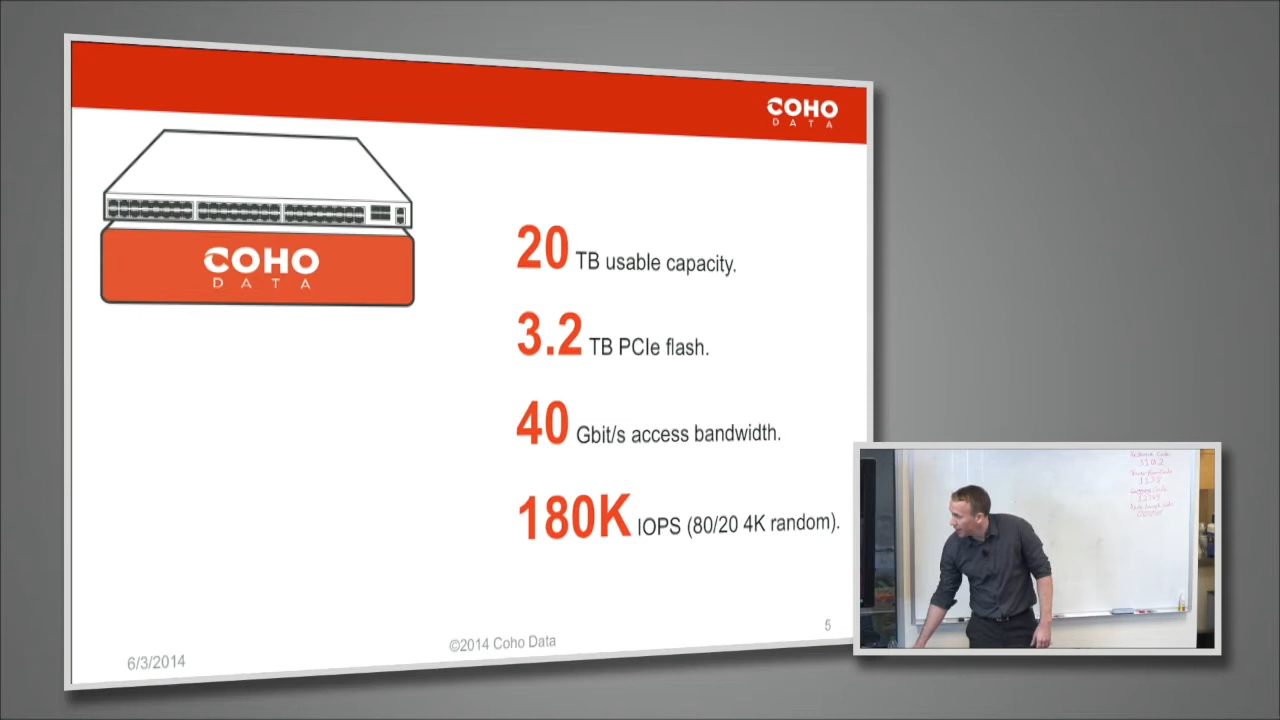 COHO
DATA
COHO
DATA
20 TB usable capacity.
3.2 TB PCIe flash.
40 Gbit/s access bandwidth.
180K IOPS (80/20 4K random).
6/3/2014
©2014 Coho Data
5